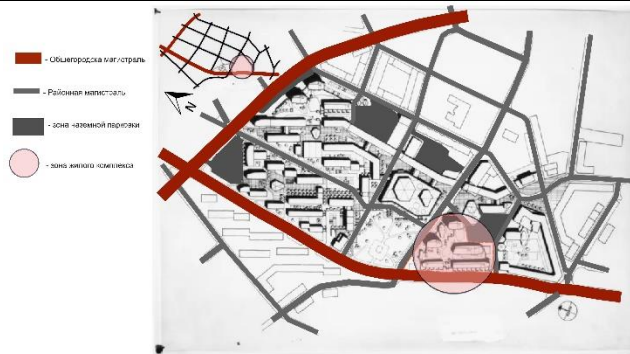 - Общегородска магистраль
- Районная магистраль
- зона наземной парковки
- зона жилого комплекса
N